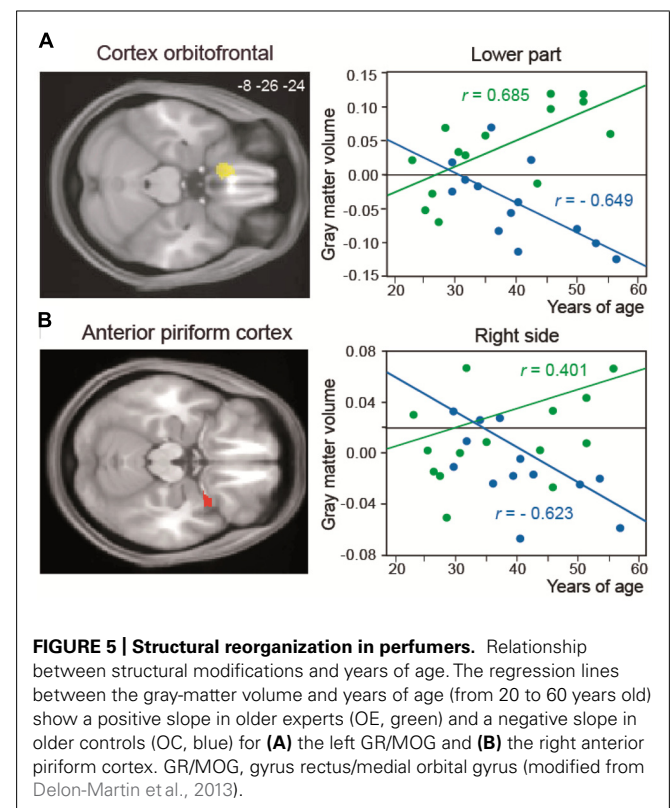 A
Cortex orbitofrontal
-8 -26 -24
Lower part
Gray matter volume
0.15
0.10
0.05
0.00
-0.05
-0.10
-0.15
r = 0.685
r = - 0.649
20 30 40 50 60
Years of age
B
Anterior piriform cortex
Right side
Gray matter volume
0.08
0.04
0.00
-0.04
-0.08
r = 0.401
r = - 0.623
20 30 40 50 60
Years of age
FIGURE 5 | Structural reorganization in perfumers. Relationship
between structural modifications and years of age. The regression lines
between the gray-matter volume and years of age (from 20 to 60 years old)
show a positive slope in older experts (OE, green) and a negative slope in
older controls (OC, blue) for (A) the left GR/MOG and (B) the right anterior
piriform cortex. GR/MOG, gyrus rectus/medial orbital gyrus (modified from
Delon-Martin et al., 2013).